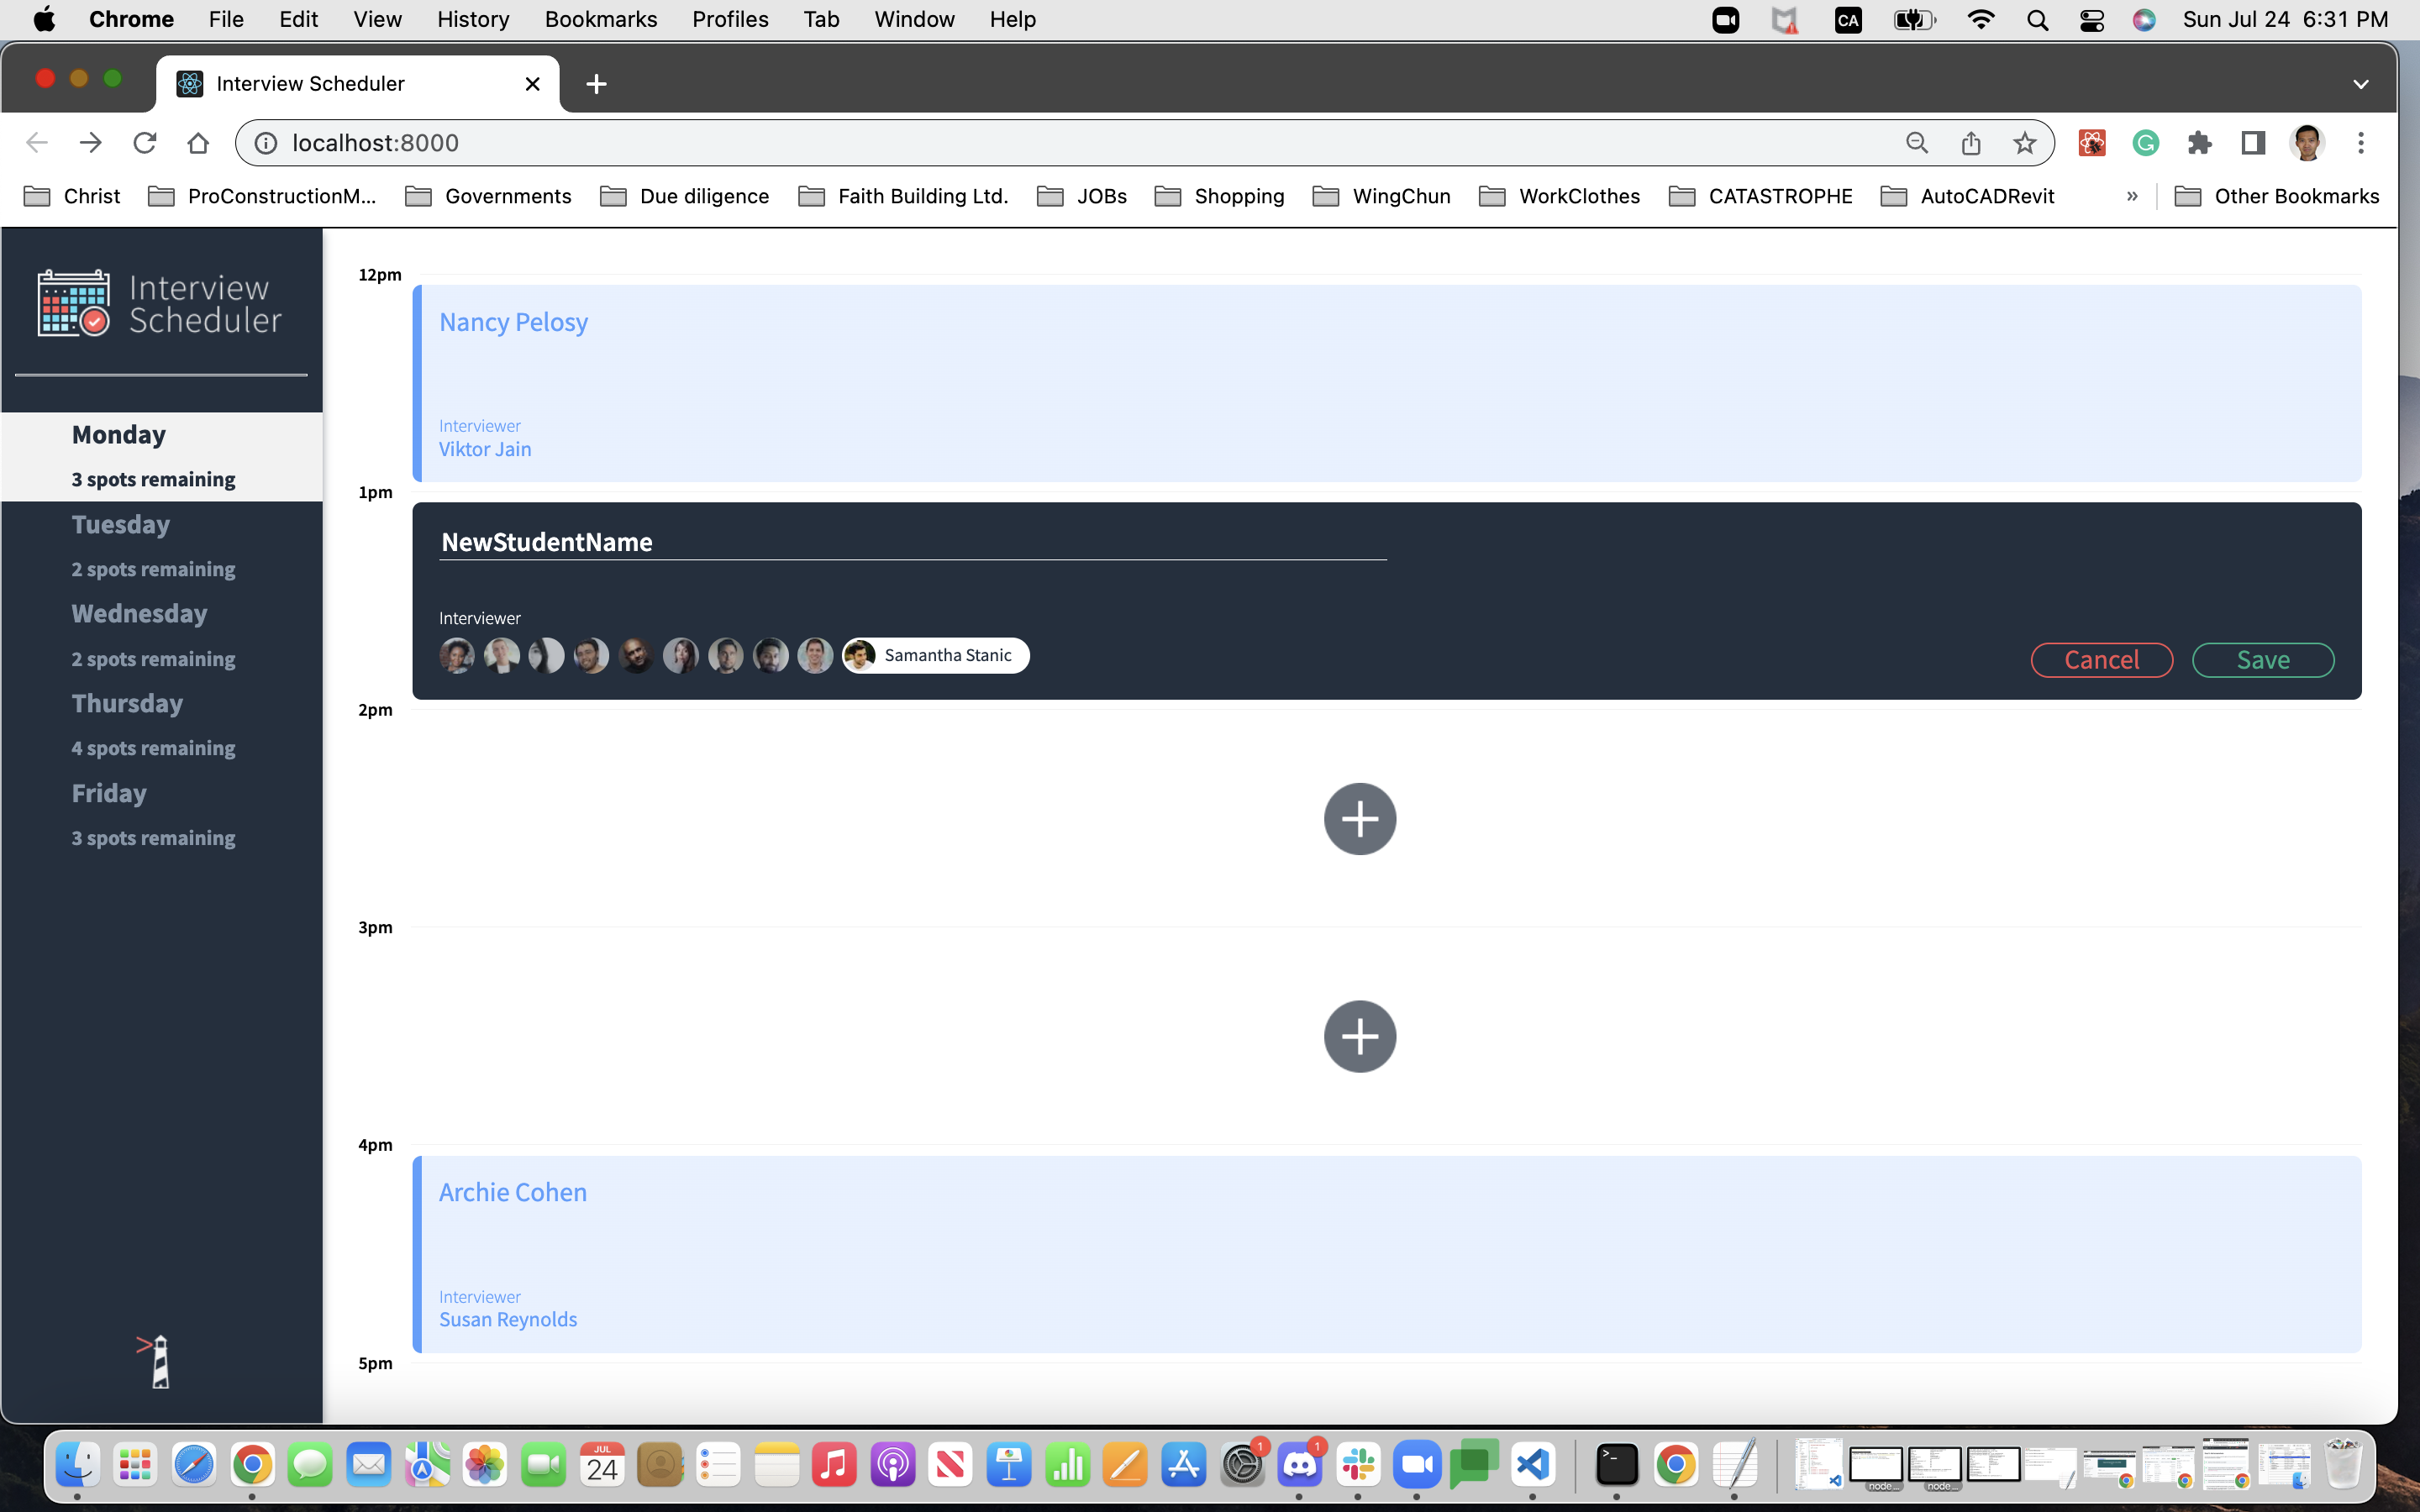 Chrome File Edit View History Bookmarks Profiles Tab Window Help CA Sun Jul 24 6:31 PM
Interview Scheduler
localhost:8000
Christ ProConstructionM... Governments Due diligence Faith Building Ltd. JOBs Shopping WingChun WorkClothes CATASTROPHE AutoCADRevit » Other Bookmarks
Interview
Scheduler
Monday
3 spots remaining
Tuesday
2 spots remaining
Wednesday
2 spots remaining
Thursday
4 spots remaining
Friday
3 spots remaining
12pm
Nancy Pelosy
Interviewer
Viktor Jain
1pm
NewStudentName
Interviewer
Samantha Stanic
Cancel Save
2pm
3pm
4pm
Archie Cohen
Interviewer
Susan Reynolds
5pm
JUL
24
1
1
node...
node...